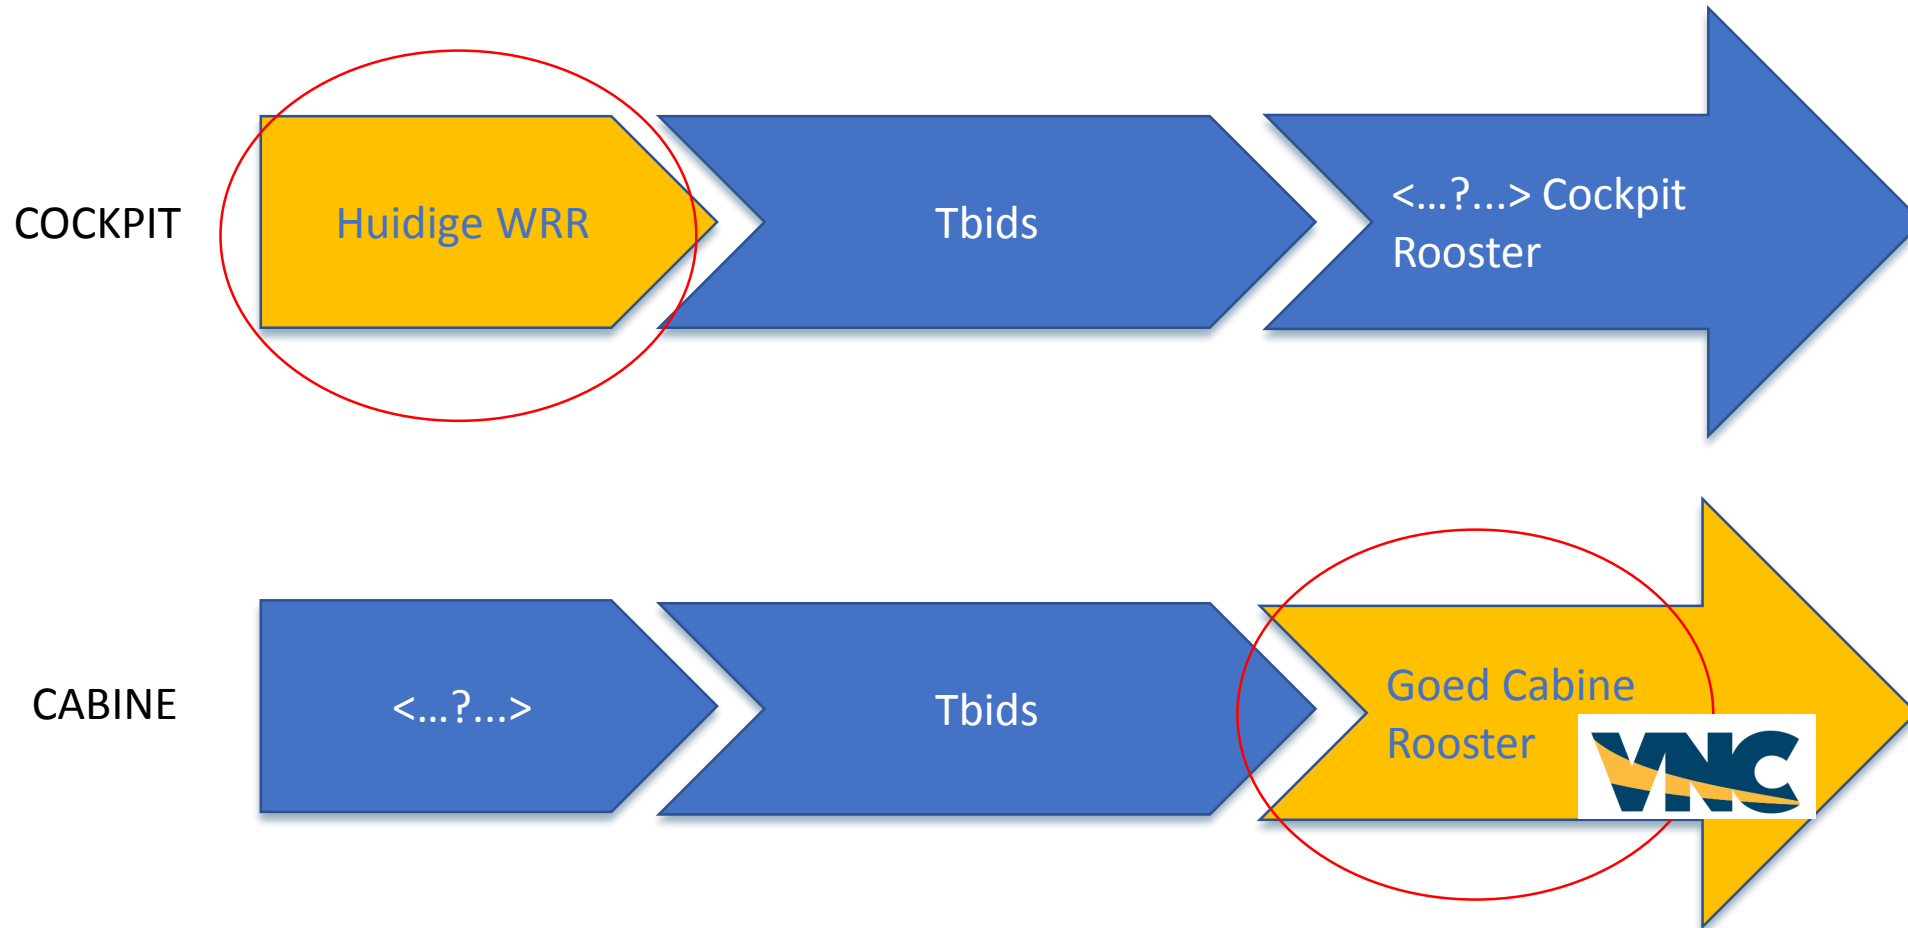 COCKPIT
Huidige WRR
Tbids
<...?...> Cockpit
Rooster
CABINE
<...?...>
Tbids
Goed Cabine
Rooster
VNC